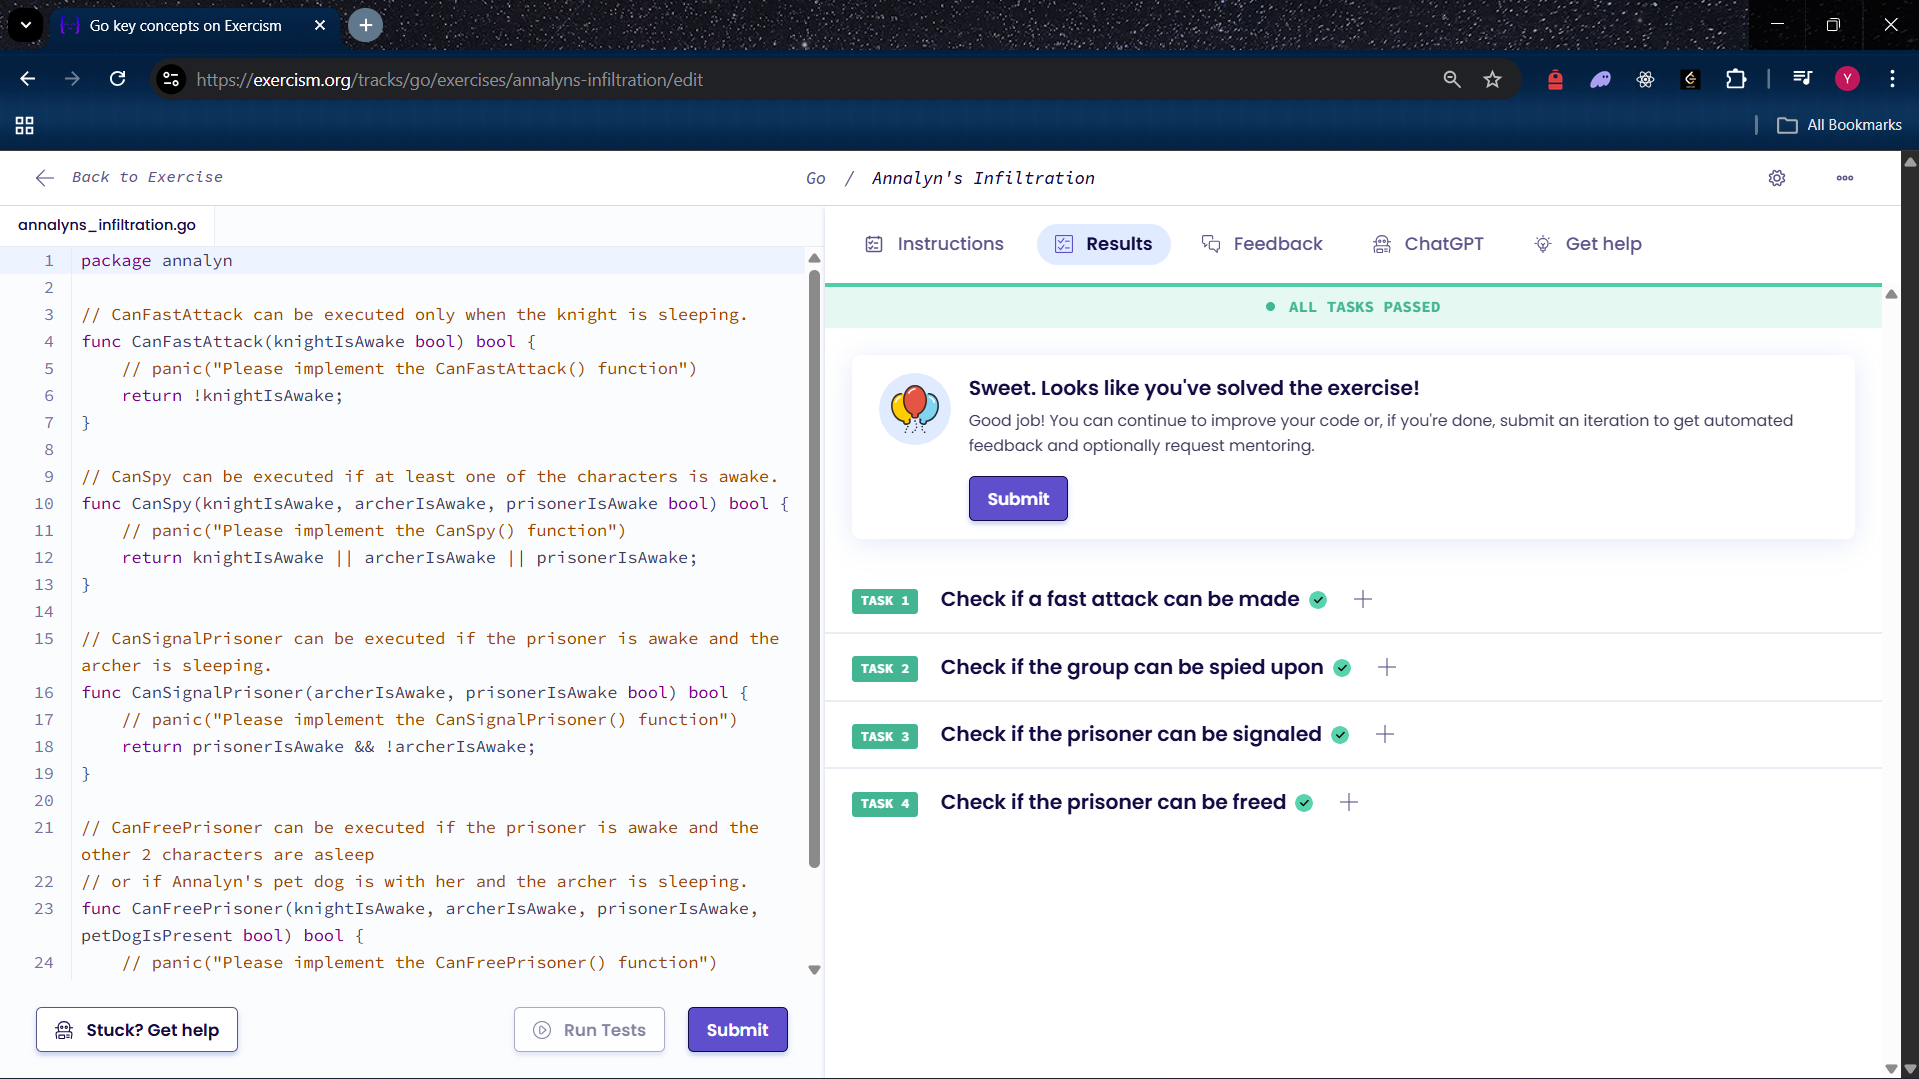 Go key concepts on Exercism
https://exercism.org/tracks/go/exercises/annalyns-infiltration/edit
Y
All Bookmarks
Back to Exercise
Go / Annalyn's Infiltration
annalyns_infiltration.go
1 package annalyn
2
3 // CanFastAttack can be executed only when the knight is sleeping.
4 func CanFastAttack(knightIsAwake bool) bool {
5 // panic("Please implement the CanFastAttack() function")
6 return !knightIsAwake;
7 }
8
9 // CanSpy can be executed if at least one of the characters is awake.
10 func CanSpy(knightIsAwake, archerIsAwake, prisonerIsAwake bool) bool {
11 // panic("Please implement the CanSpy() function")
12 return knightIsAwake || archerIsAwake || prisonerIsAwake;
13 }
14
15 // CanSignalPrisoner can be executed if the prisoner is awake and the
archer is sleeping.
16 func CanSignalPrisoner(archerIsAwake, prisonerIsAwake bool) bool {
17 // panic("Please implement the CanSignalPrisoner() function")
18 return prisonerIsAwake && !archerIsAwake;
19 }
20
21 // CanFreePrisoner can be executed if the prisoner is awake and the
other 2 characters are asleep
22 // or if Annalyn's pet dog is with her and the archer is sleeping.
23 func CanFreePrisoner(knightIsAwake, archerIsAwake, prisonerIsAwake,
petDogIsPresent bool) bool {
24 // panic("Please implement the CanFreePrisoner() function")
Stuck? Get help
Run Tests
Submit
Instructions
Results
Feedback
ChatGPT
Get help
ALL TASKS PASSED
Sweet. Looks like you've solved the exercise!
Good job! You can continue to improve your code or, if you're done, submit an iteration to get automated
feedback and optionally request mentoring.
Submit
TASK 1 Check if a fast attack can be made
TASK 2 Check if the group can be spied upon
TASK 3 Check if the prisoner can be signaled
TASK 4 Check if the prisoner can be freed